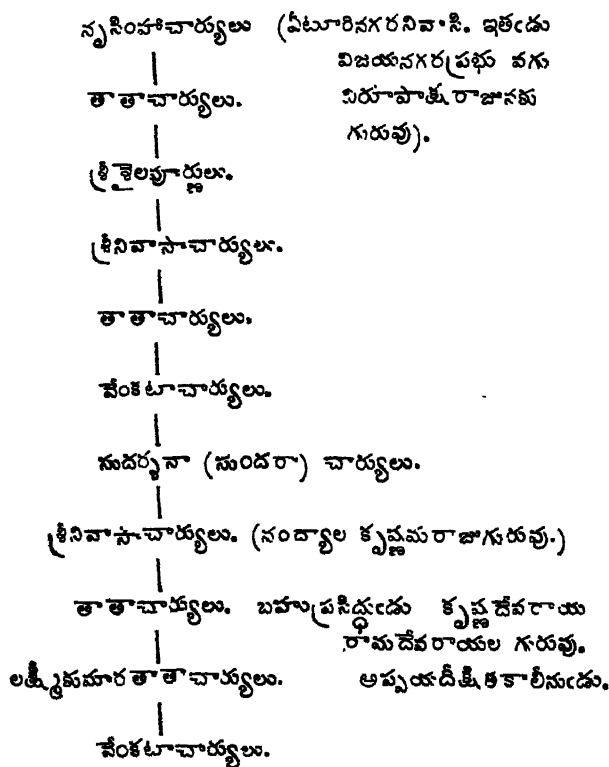 నృసింహాచార్యులు (ఏటూరినగరనివాసి. ఇతఁడు
విజయనగరప్రభు వగు
తాతాచార్యులు. విరూపాక్ష రాజునకు
గురువు).
శ్రీశైలపూర్ణులు.
శ్రీనివాసాచార్యులు.
తాతాచార్యులు.
వేంకటాచార్యులు.
సుదర్శనా (సుందరా) చార్యులు.
శ్రీనివాసాచార్యులు. (నంద్యాల కృష్ణమరాజుగురువు.)
తాతాచార్యులు. బహుప్రసిద్ధుఁడు కృష్ణదేవరాయ
రామదేవరాయల గురువు.
లక్ష్మీకుమారతాతాచార్యులు. అప్పయదీక్షితకాలీనుఁడు.
వేంకటాచార్యులు.